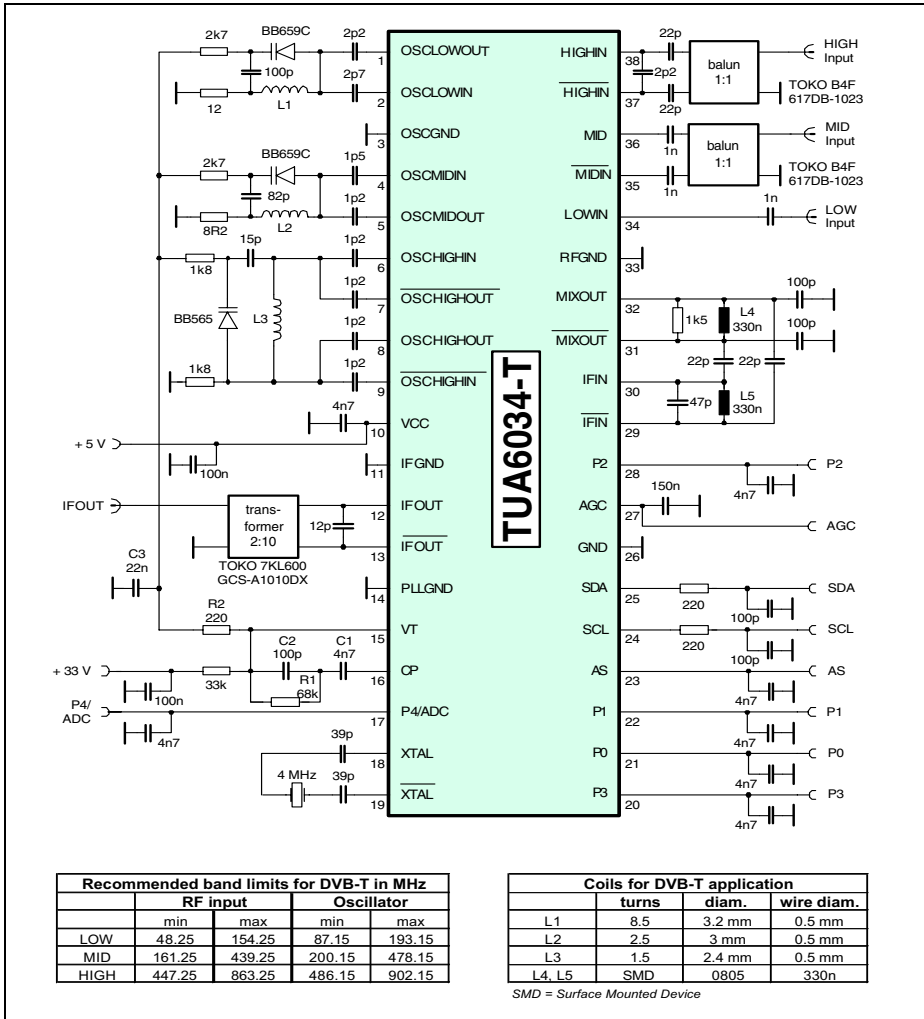 2k7
BB659C
2p2
1
OSCLOWOUT
100p
2p7
2
OSCLOWIN
12
L1
3
OSCGND
2k7
BB659C
1p5
4
OSCMIDIN
82p
1p2
5
OSCMIDOUT
8R2
L2
15p
1p2
6
OSCHIGHIN
1k8
1p2
7
OSCHIGHOUT
BB565
L3
1p2
8
OSCHIGHOUT
1k8
1p2
9
OSCHIGHIN
4n7
10
VCC
+ 5 V
100n
11
IFGND
IFOUT
trans-
former
2:10
12p
12
IFOUT
13
IFOUT
TOKO 7KL600
GCS-A1010DX
C3
22n
14
PLLGND
R2
220
15
VT
C2
100p
C1
4n7
16
CP
+ 33 V
33k
100n
R1
68k
P4/
ADC
4n7
17
P4/ADC
39p
18
XTAL
4 MHz
39p
19
XTAL
TUA6034-T
HIGHIN
38
22p
2p2
balun
1:1
HIGH
Input
HIGHIN
37
22p
TOKO B4F
617DB-1023
MID
36
1n
balun
1:1
MID
Input
MIDIN
35
1n
TOKO B4F
617DB-1023
LOWIN
34
1n
LOW
Input
RFGND
33
MIXOUT
32
100p
1k5
L4
330n
MIXOUT
31
100p
22p
22p
IFIN
30
47p
L5
330n
IFIN
29
P2
28
4n7
P2
AGC
27
150n
AGC
GND
26
SDA
25
220
100p
SDA
SCL
24
220
100p
SCL
AS
23
4n7
AS
P1
22
4n7
P1
P0
21
4n7
P0
P3
20
4n7
P3
Recommended band limits for DVB-T in MHz
RF input Oscillator
min max min max
LOW 48.25 154.25 87.15 193.15
MID 161.25 439.25 200.15 478.15
HIGH 447.25 863.25 486.15 902.15
Coils for DVB-T application
turns diam. wire diam.
L1 8.5 3.2 mm 0.5 mm
L2 2.5 3 mm 0.5 mm
L3 1.5 2.4 mm 0.5 mm
L4, L5 SMD 0805 330n
SMD = Surface Mounted Device